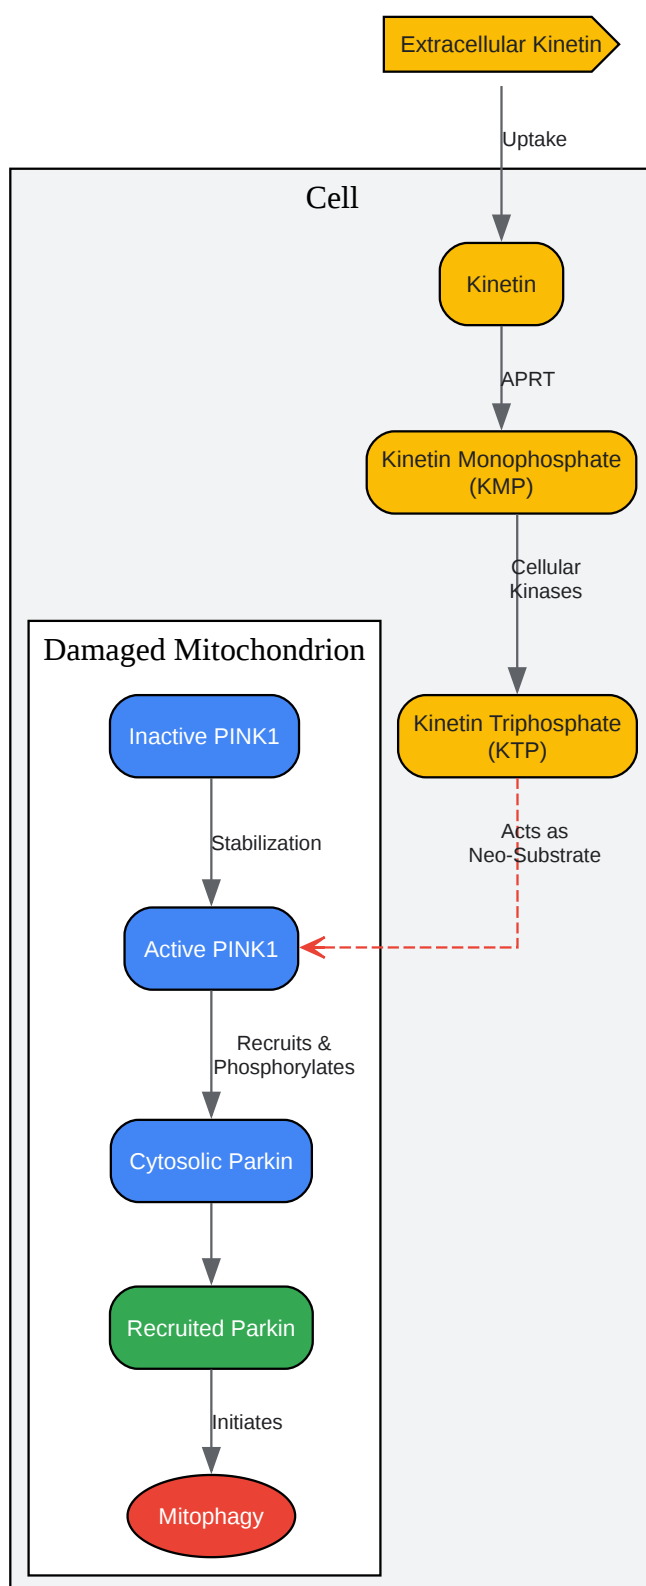 Extracellular Kinetin
Uptake
Cell
Kinetin
APRT
Kinetin Monophosphate
(KMP)
Cellular
Kinases
Damaged Mitochondrion
Inactive PINK1
Kinetin Triphosphate
(KTP)
Stabilization
Acts as
Neo-Substrate
Active PINK1
Recruits &
Phosphorylates
Cytosolic Parkin
Recruited Parkin
Initiates
Mitophagy